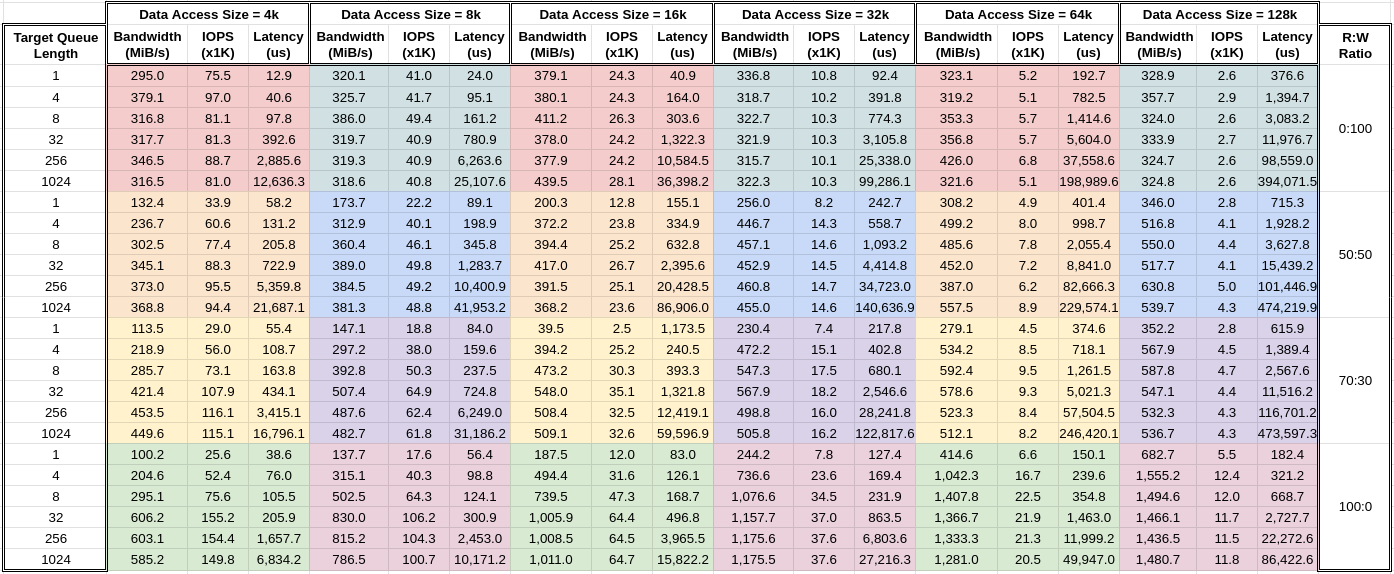 Data Access Size = 4k Data Access Size = 8k Data Access Size = 16k Data Access Size = 32k Data Access Size = 64k Data Access Size = 128k
Target Queue Length Bandwidth (MiB/s) IOPS (x1K) Latency (us) Bandwidth (MiB/s) IOPS (x1K) Latency (us) Bandwidth (MiB/s) IOPS (x1K) Latency (us) Bandwidth (MiB/s) IOPS (x1K) Latency (us) Bandwidth (MiB/s) IOPS (x1K) Latency (us) Bandwidth (MiB/s) IOPS (x1K) Latency (us) R:W Ratio
1 295.0 75.5 12.9 320.1 41.0 24.0 379.1 24.3 40.9 336.8 10.8 92.4 323.1 5.2 192.7 328.9 2.6 376.6
4 379.1 97.0 40.6 325.7 41.7 95.1 380.1 24.3 164.0 318.7 10.2 391.8 319.2 5.1 782.5 357.7 2.9 1,394.7
8 316.8 81.1 97.8 386.0 49.4 161.2 411.2 26.3 303.6 322.7 10.3 774.3 353.3 5.7 1,414.6 324.0 2.6 3,083.2
0:100
32 317.7 81.3 392.6 319.7 40.9 780.9 378.0 24.2 1,322.3 321.9 10.3 3,105.8 356.8 5.7 5,604.0 333.9 2.7 11,976.7
256 346.5 88.7 2,885.6 319.3 40.9 6,263.6 377.9 24.2 10,584.5 315.7 10.1 25,338.0 426.0 6.8 37,558.6 324.7 2.6 98,559.0
1024 316.5 81.0 12,636.3 318.6 40.8 25,107.6 439.5 28.1 36,398.2 322.3 10.3 99,286.1 321.6 5.1 198,989.6 324.8 2.6 394,071.5
1 132.4 33.9 58.2 173.7 22.2 89.1 200.3 12.8 155.1 256.0 8.2 242.7 308.2 4.9 401.4 346.0 2.8 715.3
4 236.7 60.6 131.2 312.9 40.1 198.9 372.2 23.8 334.9 446.7 14.3 558.7 499.2 8.0 998.7 516.8 4.1 1,928.2
8 302.5 77.4 205.8 360.4 46.1 345.8 394.4 25.2 632.8 457.1 14.6 1,093.2 485.6 7.8 2,055.4 550.0 4.4 3,627.8
50:50
32 345.1 88.3 722.9 389.0 49.8 1,283.7 417.0 26.7 2,395.6 452.9 14.5 4,414.8 452.0 7.2 8,841.0 517.7 4.1 15,439.2
256 373.0 95.5 5,359.8 384.5 49.2 10,400.9 391.5 25.1 20,428.5 460.8 14.7 34,723.0 387.0 6.2 82,666.3 630.8 5.0 101,446.9
1024 368.8 94.4 21,687.1 381.3 48.8 41,953.2 368.2 23.6 86,906.0 455.0 14.6 140,636.9 557.5 8.9 229,574.1 539.7 4.3 474,219.9
1 113.5 29.0 55.4 147.1 18.8 84.0 39.5 2.5 1,173.5 230.4 7.4 217.8 279.1 4.5 374.6 352.2 2.8 615.9
4 218.9 56.0 108.7 297.2 38.0 159.6 394.2 25.2 240.5 472.2 15.1 402.8 534.2 8.5 718.1 567.9 4.5 1,389.4
8 285.7 73.1 163.8 392.8 50.3 237.5 473.2 30.3 393.3 547.3 17.5 680.1 592.4 9.5 1,261.5 587.8 4.7 2,567.6
70:30
32 421.4 107.9 434.1 507.4 64.9 724.8 548.0 35.1 1,321.8 567.9 18.2 2,546.6 578.6 9.3 5,021.3 547.1 4.4 11,516.2
256 453.5 116.1 3,415.1 487.6 62.4 6,249.0 508.4 32.5 12,419.1 498.8 16.0 28,241.8 523.3 8.4 57,504.5 532.3 4.3 116,701.2
1024 449.6 115.1 16,796.1 482.7 61.8 31,186.2 509.1 32.6 59,596.9 505.8 16.2 122,817.6 512.1 8.2 246,420.1 536.7 4.3 473,597.3
1 100.2 25.6 38.6 137.7 17.6 56.4 187.5 12.0 83.0 244.2 7.8 127.4 414.6 6.6 150.1 682.7 5.5 182.4
4 204.6 52.4 76.0 315.1 40.3 98.8 494.4 31.6 126.1 736.6 23.6 169.4 1,042.3 16.7 239.6 1,555.2 12.4 321.2
8 295.1 75.6 105.5 502.5 64.3 124.1 739.5 47.3 168.7 1,076.6 34.5 231.9 1,407.8 22.5 354.8 1,494.6 12.0 668.7
100:0
32 606.2 155.2 205.9 830.0 106.2 300.9 1,005.9 64.4 496.8 1,157.7 37.0 863.5 1,366.7 21.9 1,463.0 1,466.1 11.7 2,727.7
256 603.1 154.4 1,657.7 815.2 104.3 2,453.0 1,008.5 64.5 3,965.5 1,175.6 37.6 6,803.6 1,333.3 21.3 11,999.2 1,436.5 11.5 22,272.6
1024 585.2 149.8 6,834.2 786.5 100.7 10,171.2 1,011.0 64.7 15,822.2 1,175.5 37.6 27,216.3 1,281.0 20.5 49,947.0 1,480.7 11.8 86,422.6